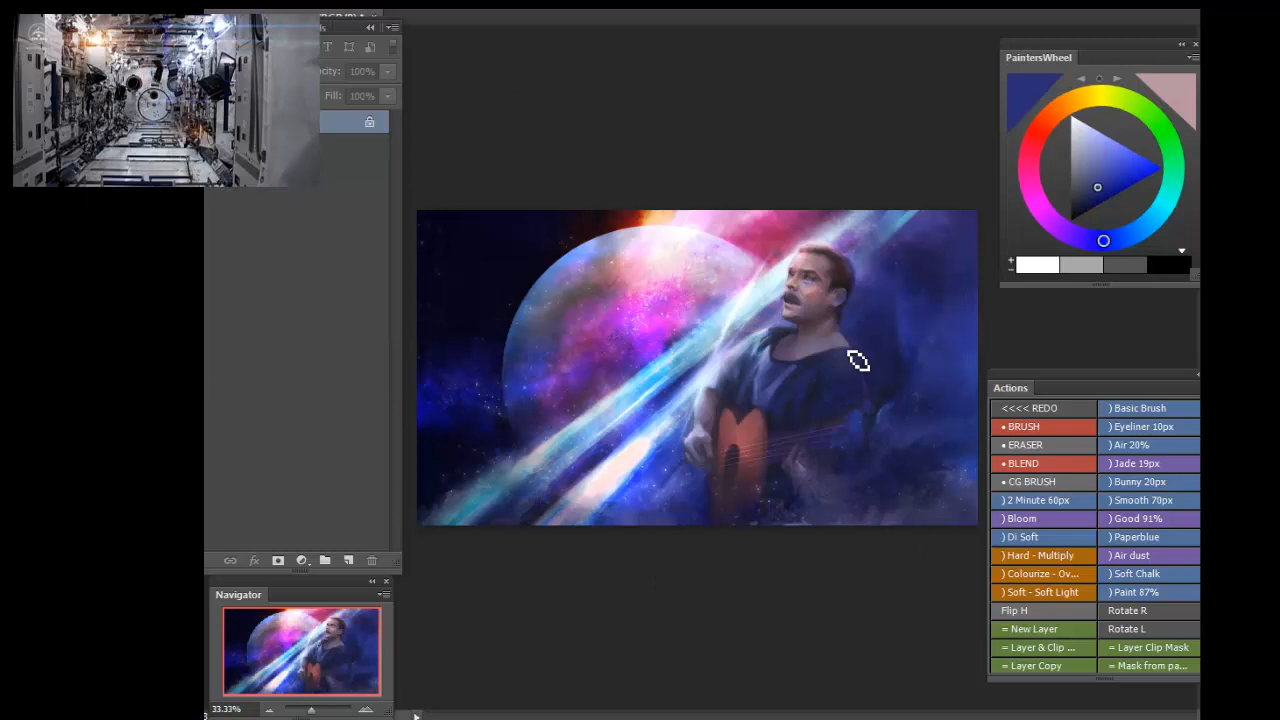 PaintersWheel
T
ocity: 100%
Fill: 100%
Actions
<<<< REDO
) Basic Brush
• BRUSH
) Eyeliner 10px
• ERASER
) Air 20%
• BLEND
) Jade 19px
• CG BRUSH
) Bunny 20px
) 2 Minute 60px
) Smooth 70px
) Bloom
) Good 91%
) Di Soft
) Paperblue
) Hard - Multiply
) Air dust
) Colourize - Ov...
) Soft Chalk
) Soft - Soft Light
) Paint 87%
Flip H
Rotate R
= New Layer
Rotate L
= Layer & Clip ...
= Layer Clip Mask
= Layer Copy
= Mask from pa...
fx
Navigator
33.33%